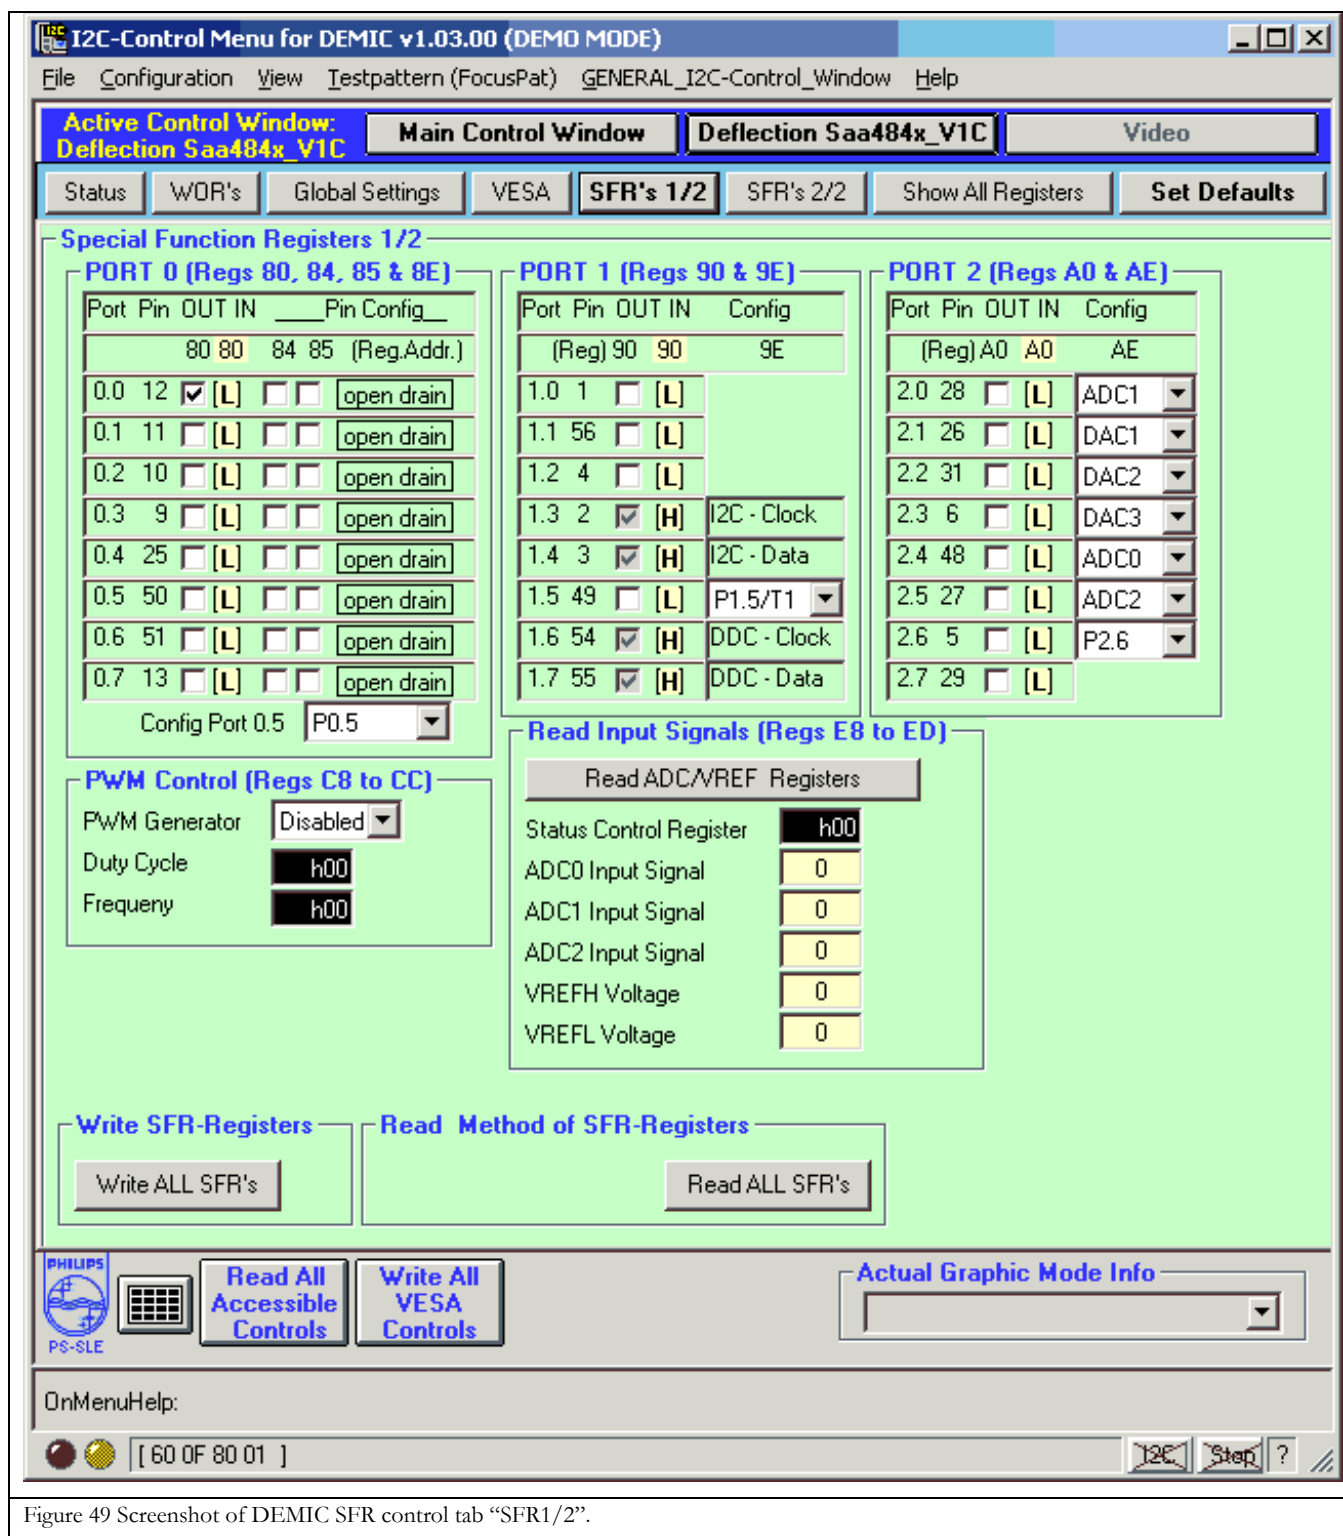 I2C-Control Menu for DEMIC v1.03.00 (DEMO MODE)
File Configuration View Testpattern (FocusPat) GENERAL_I2C-Control_Window Help
Active Control Window:
Deflection Saa484x_V1C
Main Control Window
Deflection Saa484x_V1C
Video
Status WOR's Global Settings VESA SFR's 1/2 SFR's 2/2 Show All Registers Set Defaults
Special Function Registers 1/2
PORT 0 (Regs 80, 84, 85 & 8E)
Port Pin OUT IN ____Pin Config__
80 80 84 85 (Reg.Addr.)
0.0 12 [L] open drain
0.1 11 [L] open drain
0.2 10 [L] open drain
0.3 9 [L] open drain
0.4 25 [L] open drain
0.5 50 [L] open drain
0.6 51 [L] open drain
0.7 13 [L] open drain
Config Port 0.5 P0.5
PORT 1 (Regs 90 & 9E)
Port Pin OUT IN Config
(Reg) 90 90 9E
1.0 1 [L]
1.1 56 [L]
1.2 4 [L]
1.3 2 [H] I2C - Clock
1.4 3 [H] I2C - Data
1.5 49 [L] P1.5/T1
1.6 54 [H] DDC - Clock
1.7 55 [H] DDC - Data
PORT 2 (Regs A0 & AE)
Port Pin OUT IN Config
(Reg) A0 A0 AE
2.0 28 [L] ADC1
2.1 26 [L] DAC1
2.2 31 [L] DAC2
2.3 6 [L] DAC3
2.4 48 [L] ADC0
2.5 27 [L] ADC2
2.6 5 [L] P2.6
2.7 29 [L]
PWM Control (Regs C8 to CC)
PWM Generator Disabled
Duty Cycle h00
Frequeny h00
Read Input Signals (Regs E8 to ED)
Read ADC/VREF Registers
Status Control Register h00
ADC0 Input Signal 0
ADC1 Input Signal 0
ADC2 Input Signal 0
VREFH Voltage 0
VREFL Voltage 0
Write SFR-Registers
Write ALL SFR's
Read Method of SFR-Registers
Read ALL SFR's
PHILIPS
PS-SLE
Read All
Accessible
Controls
Write All
VESA
Controls
Actual Graphic Mode Info
OnMenuHelp:
[ 60 0F 80 01 ]
I2C Stop ?
Figure 49 Screenshot of DEMIC SFR control tab “SFR1/2”.